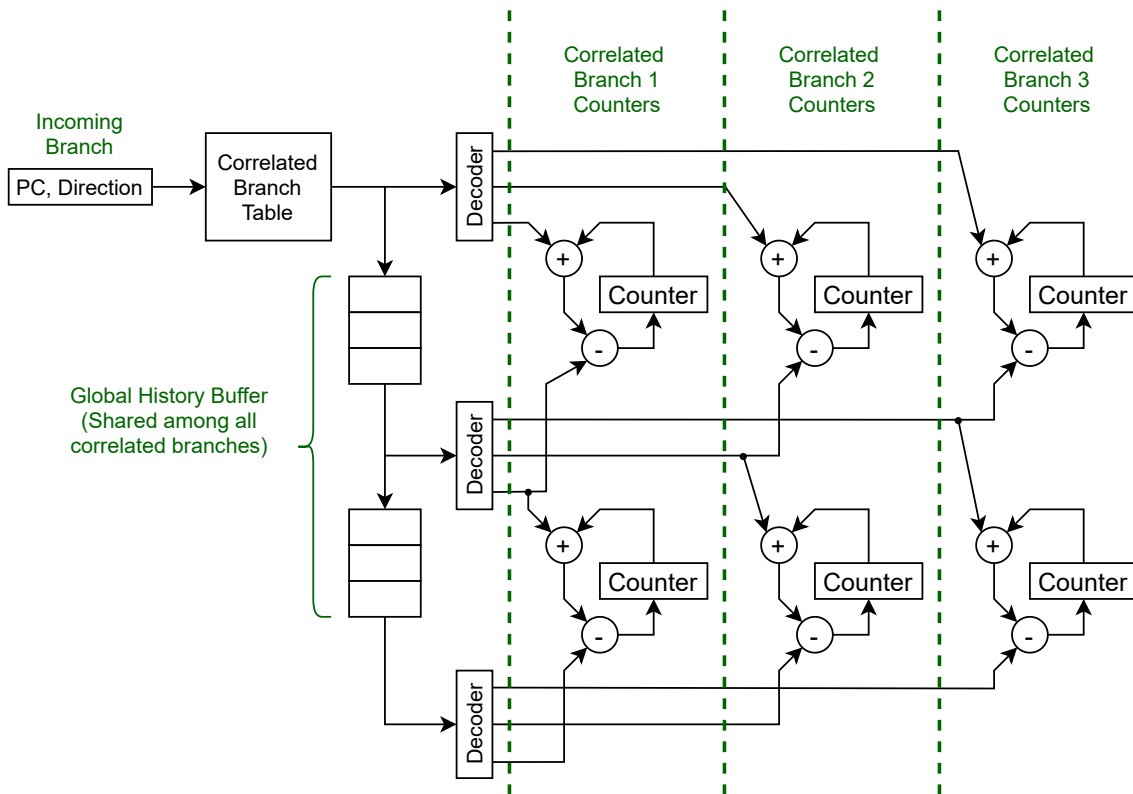 Correlated
Branch 1
Counters
Correlated
Branch 2
Counters
Correlated
Branch 3
Counters
Incoming
Branch
PC, Direction
Correlated
Branch
Table
Decoder
+
+
+
Counter
Counter
Counter
-
-
-
Global History Buffer
(Shared among all
correlated branches)
Decoder
+
+
+
Counter
Counter
Counter
-
-
-
Decoder